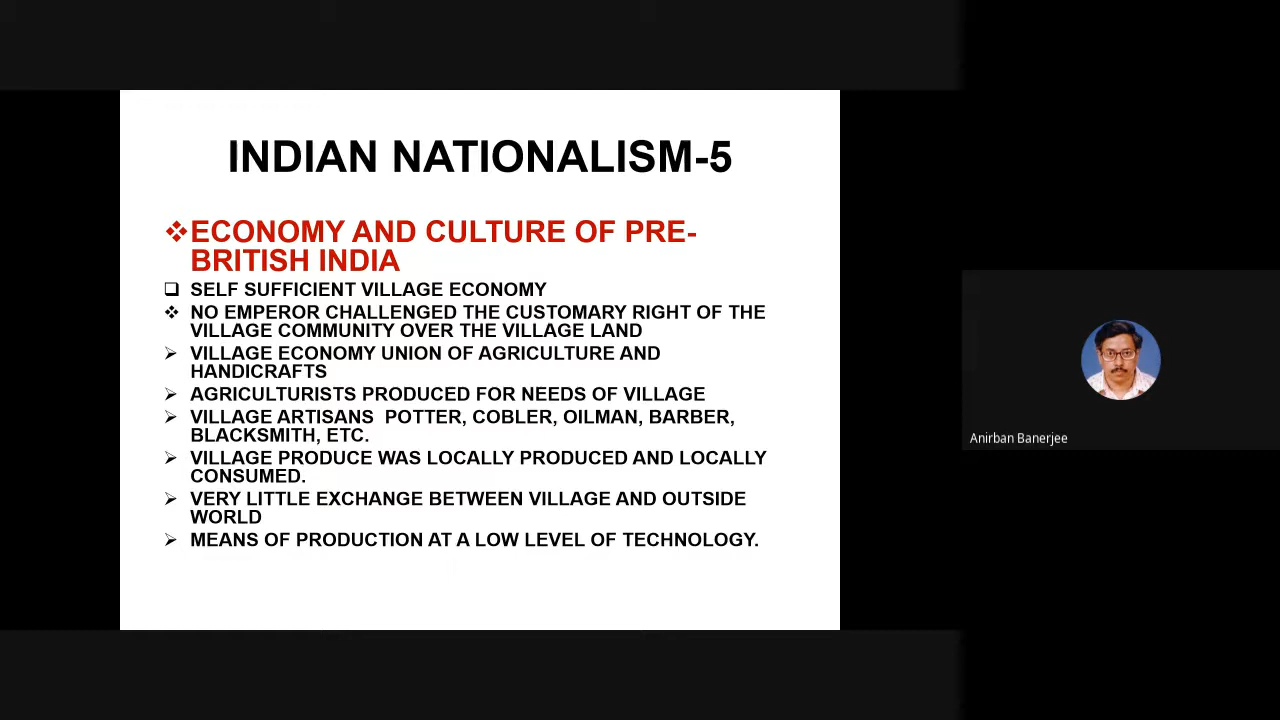 INDIAN NATIONALISM-5
ECONOMY AND CULTURE OF PRE-
BRITISH INDIA
SELF SUFFICIENT VILLAGE ECONOMY
NO EMPEROR CHALLENGED THE CUSTOMARY RIGHT OF THE
VILLAGE COMMUNITY OVER THE VILLAGE LAND
VILLAGE ECONOMY UNION OF AGRICULTURE AND
HANDICRAFTS
AGRICULTURISTS PRODUCED FOR NEEDS OF VILLAGE
VILLAGE ARTISANS  POTTER, COBLER, OILMAN, BARBER,
BLACKSMITH, ETC.
VILLAGE PRODUCE WAS LOCALLY PRODUCED AND LOCALLY
CONSUMED.
VERY LITTLE EXCHANGE BETWEEN VILLAGE AND OUTSIDE
WORLD
MEANS OF PRODUCTION AT A LOW LEVEL OF TECHNOLOGY.
Anirban Banerjee